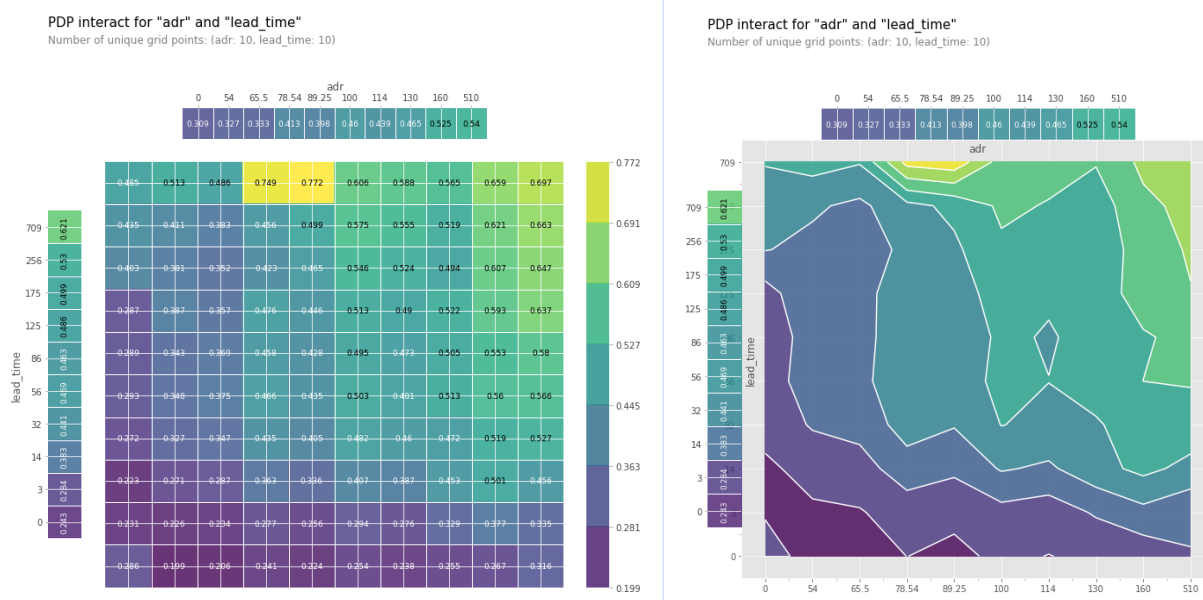 PDP interact for "adr" and "lead_time"
Number of unique grid points: (adr: 10, lead_time: 10)
adr
0 54 65.5 78.54 89.25 100 114 130 160 510
0.309 0.327 0.333 0.413 0.398 0.46 0.439 0.465 0.525 0.54
0.485 0.513 0.486 0.749 0.772 0.606 0.588 0.565 0.659 0.697
0.435 0.411 0.383 0.456 0.499 0.575 0.555 0.519 0.621 0.663
0.403 0.381 0.352 0.423 0.465 0.546 0.524 0.494 0.607 0.647
0.287 0.387 0.357 0.476 0.446 0.513 0.49 0.522 0.593 0.637
0.289 0.343 0.369 0.458 0.428 0.495 0.473 0.505 0.553 0.58
0.293 0.348 0.375 0.466 0.435 0.503 0.481 0.513 0.56 0.566
0.272 0.327 0.347 0.435 0.405 0.482 0.46 0.472 0.519 0.527
0.223 0.271 0.287 0.363 0.336 0.407 0.387 0.453 0.501 0.456
0.231 0.226 0.234 0.277 0.256 0.294 0.276 0.329 0.377 0.335
0.286 0.199 0.206 0.241 0.224 0.254 0.238 0.255 0.267 0.316
lead_time
709 0.621
256 0.53
175 0.499
125 0.486
86 0.463
56 0.469
32 0.441
14 0.383
3 0.284
0 0.243
0.772
0.691
0.609
0.527
0.445
0.363
0.281
0.199
PDP interact for "adr" and "lead_time"
Number of unique grid points: (adr: 10, lead_time: 10)
0 54 65.5 78.54 89.25 100 114 130 160 510
0.309 0.327 0.333 0.413 0.398 0.46 0.439 0.465 0.525 0.54
adr
709
709 0.621
256 0.53
175 0.499
125 0.486
86 0.463
56 0.469
32 0.441
14 0.383
3 0.284
0 0.243
lead_time
0
0 54 65.5 78.54 89.25 100 114 130 160 510